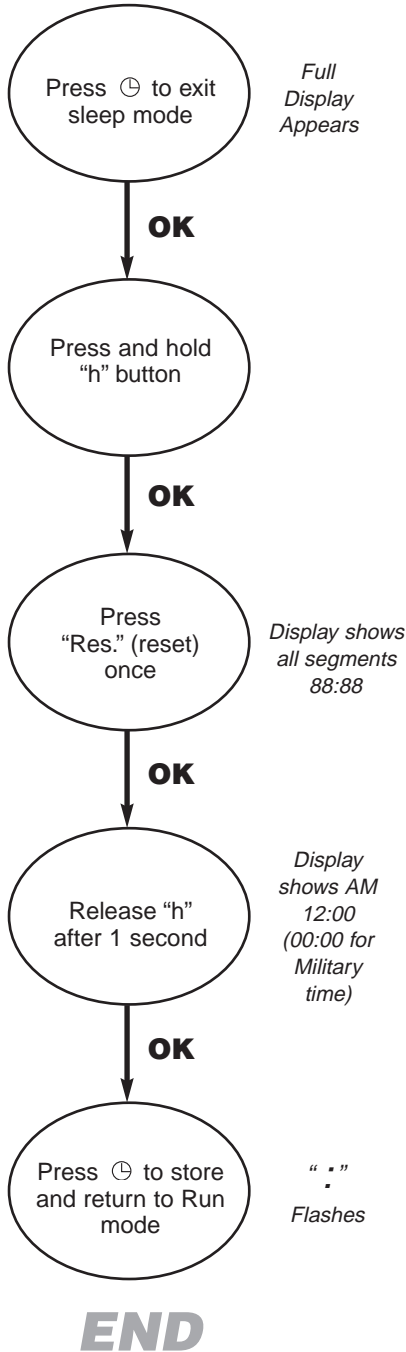 Press 🕒 to exit
sleep mode
Full
Display
Appears
OK
Press and hold
“h” button
OK
Press
“Res.” (reset)
once
Display shows
all segments
88:88
OK
Release “h”
after 1 second
Display
shows AM
12:00
(00:00 for
Military
time)
OK
Press 🕒 to store
and return to Run
mode
“ : ”
Flashes
END